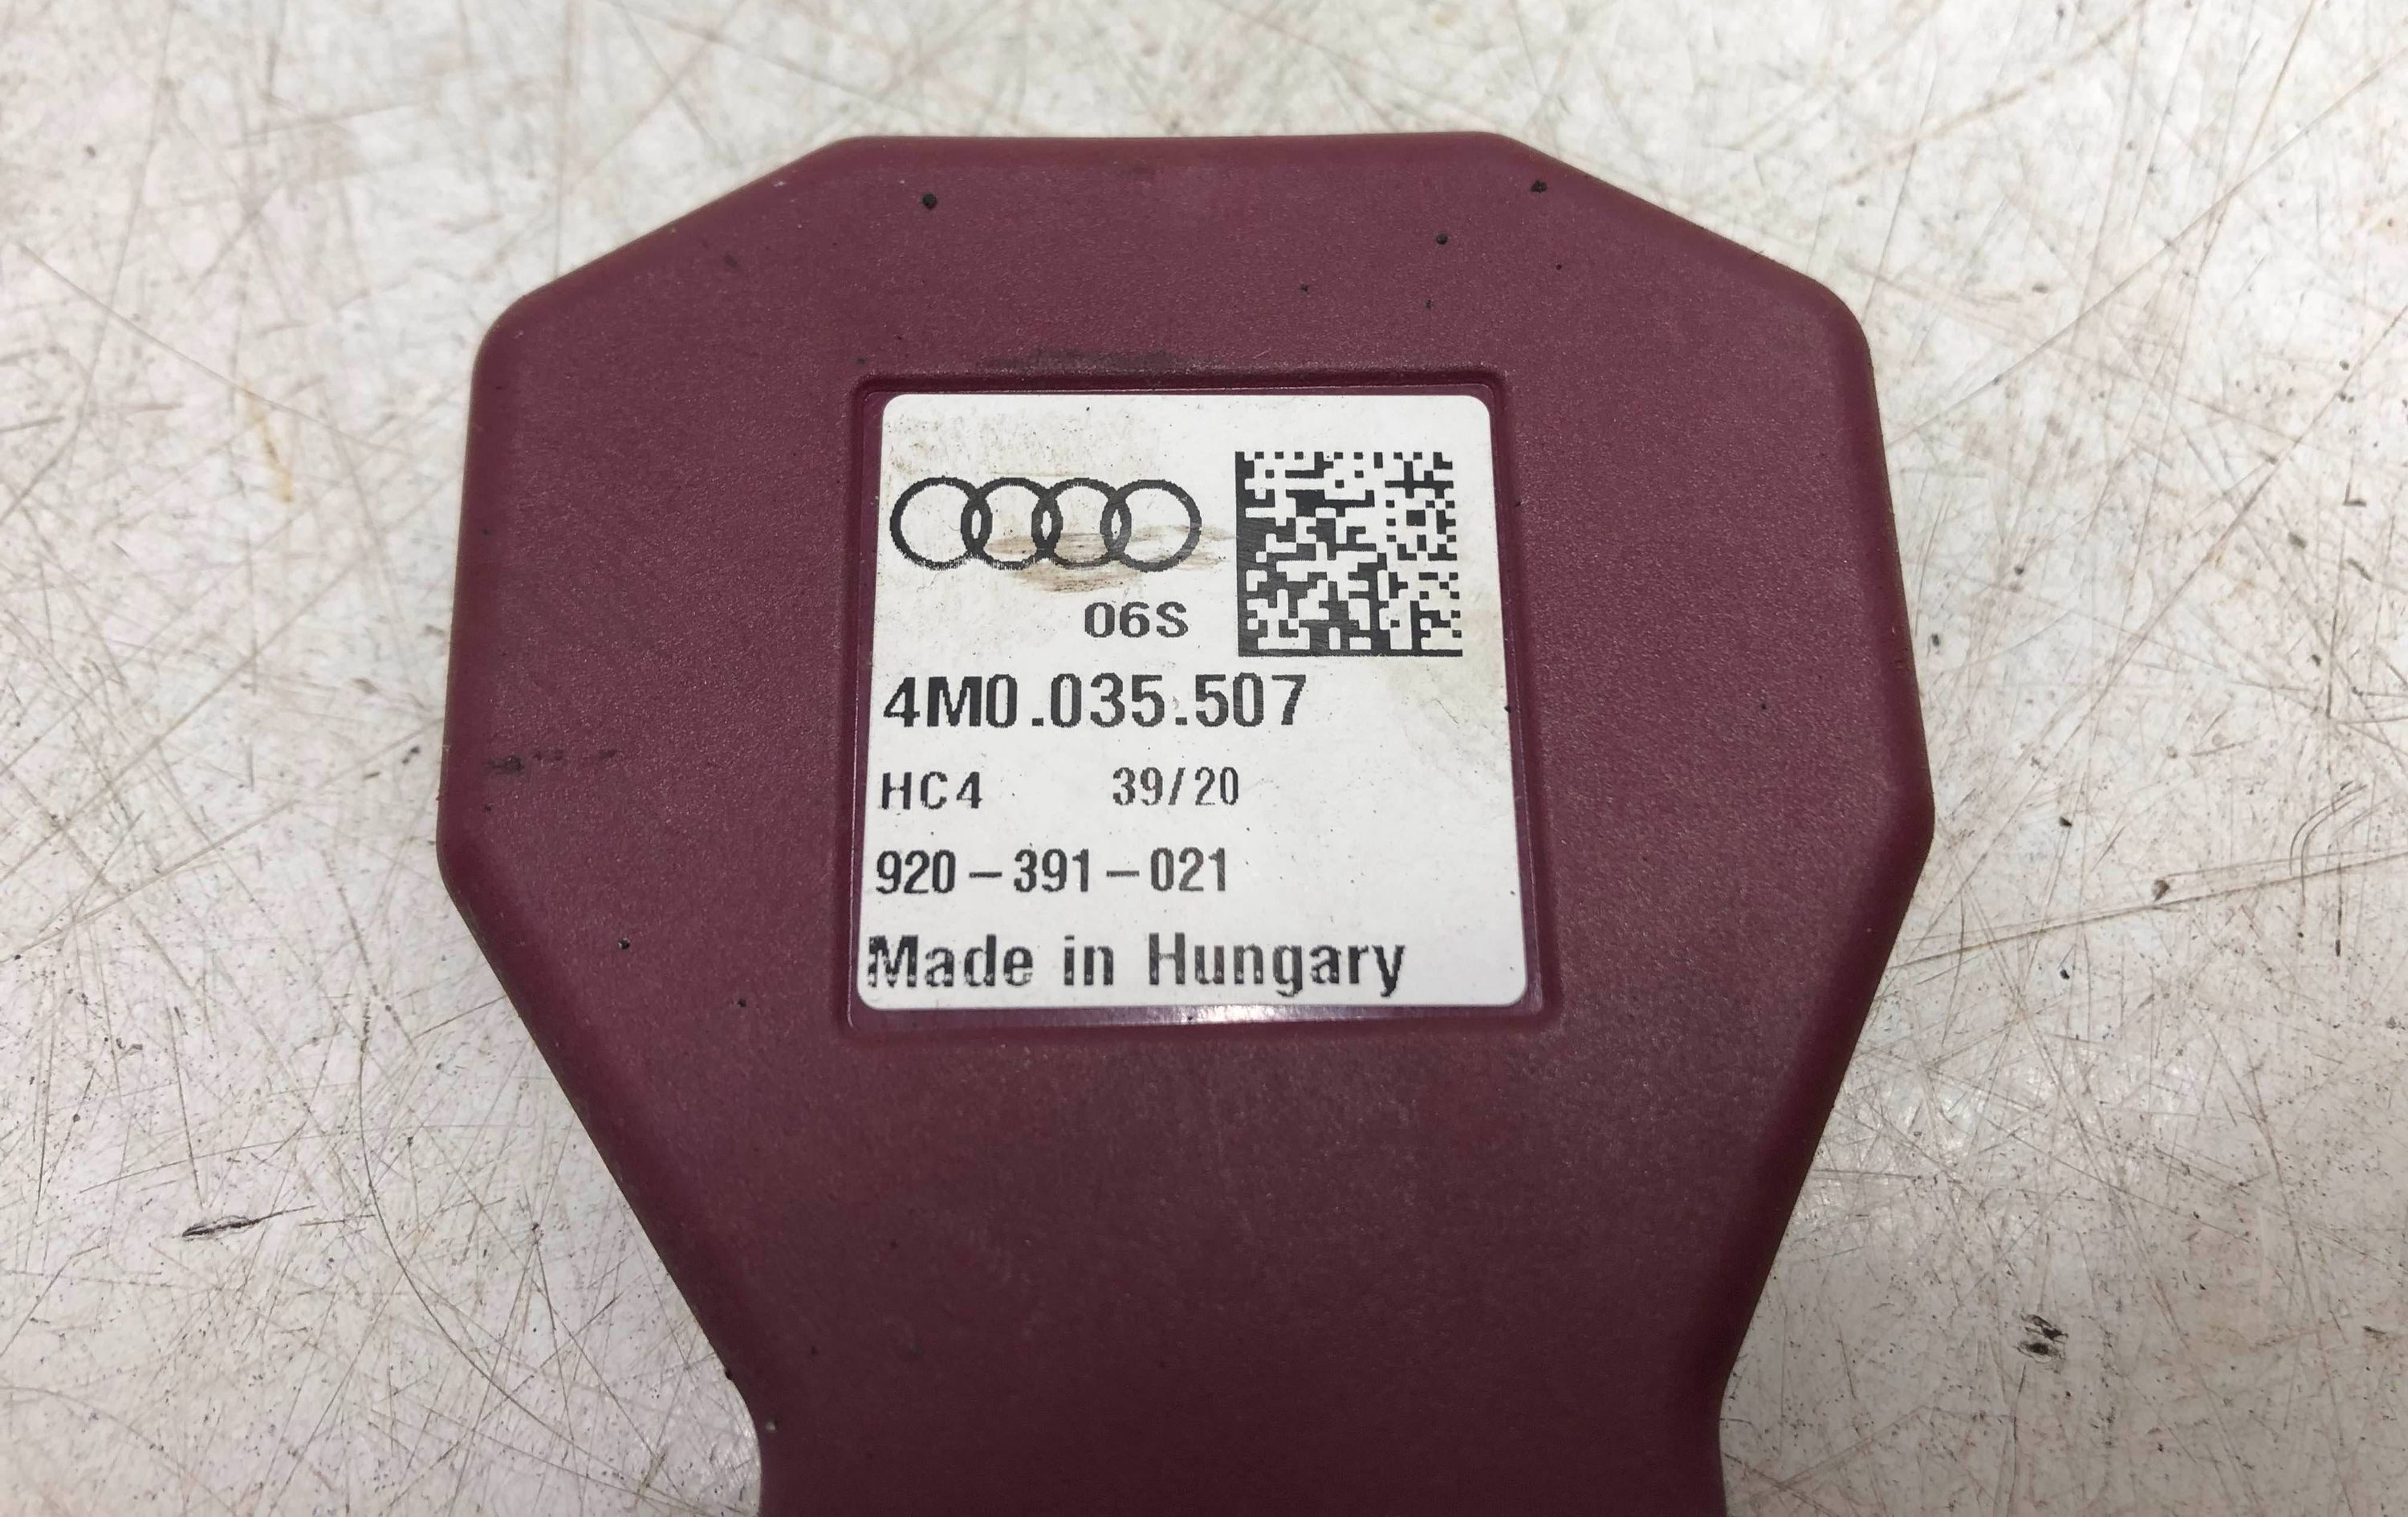 06S
4M0.035.507
HC4 39/20
920-391-021
Made in Hungary